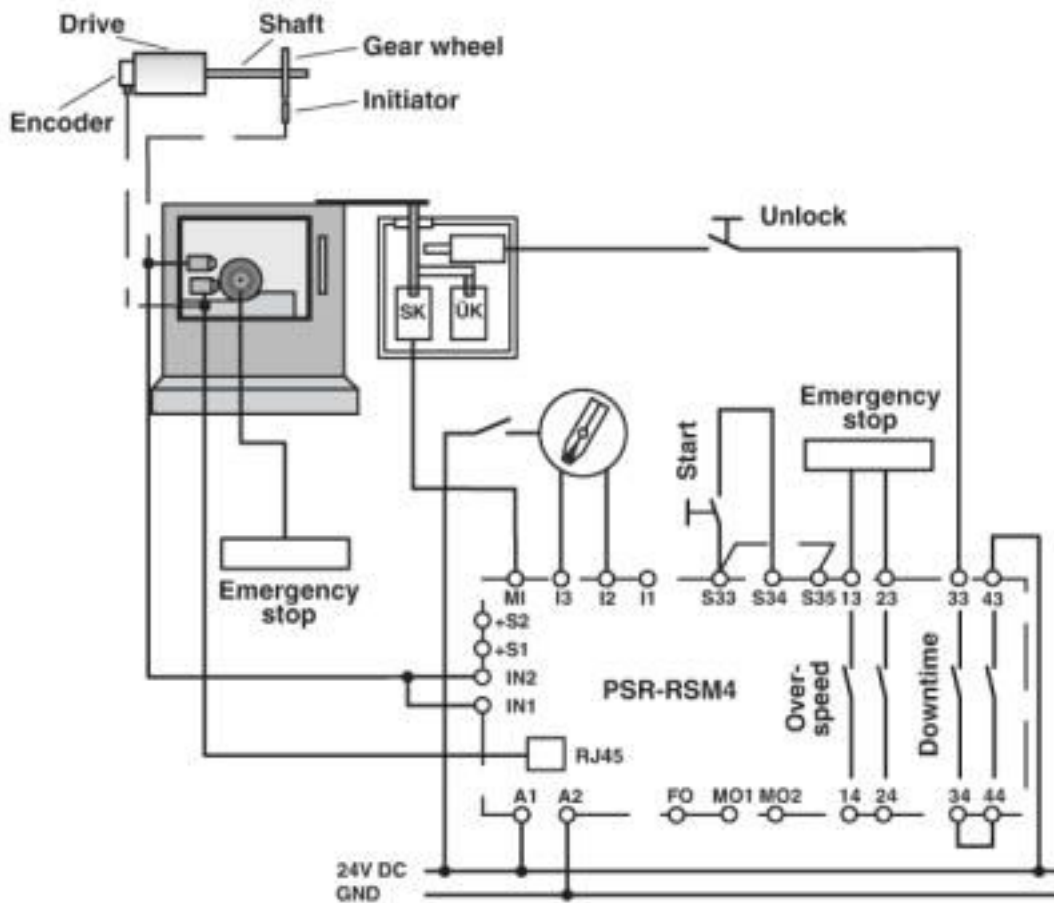 Drive
Shaft
Gear wheel
Initiator
Encoder
Unlock
SK
ÜK
Emergency
stop
Start
Emergency
stop
MI
I3
I2
I1
S33
S34
S35
13
23
33
43
+S2
+S1
IN2
IN1
PSR-RSM4
Over-
speed
Downtime
RJ45
A1
A2
FO
MO1
MO2
14
24
34
44
24V DC
GND